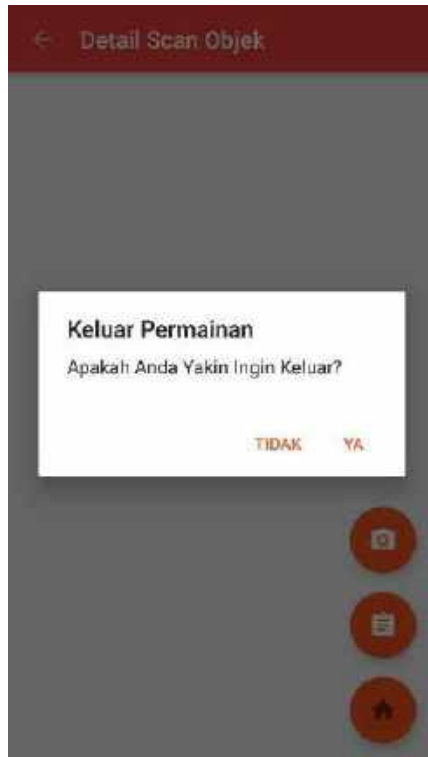 Detail Scan Objek
Keluar Permainan
Apakah Anda Yakin Ingin Keluar?
TIDAK YA